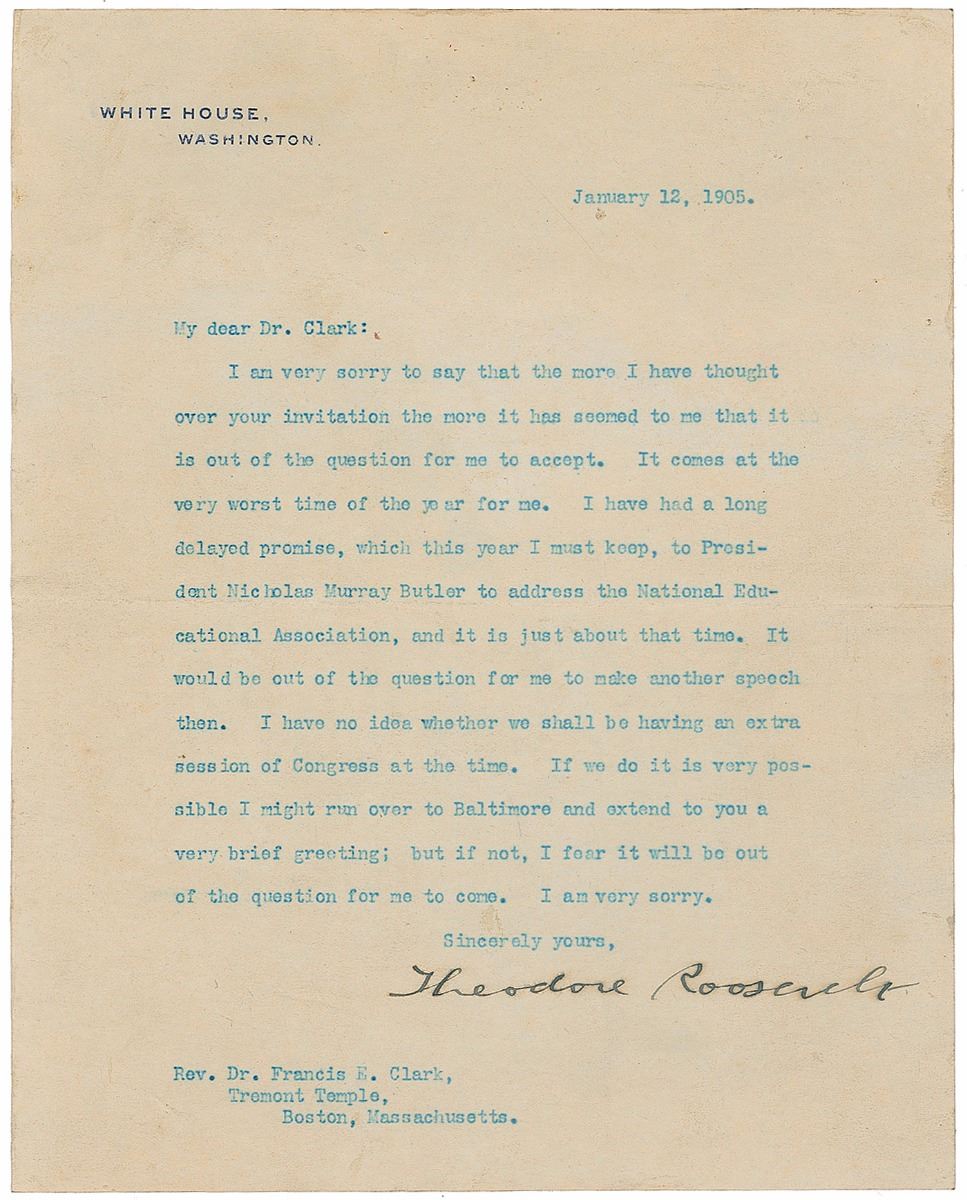 WHITE HOUSE,
WASHINGTON.
January 12, 1905.
My dear Dr. Clark:
I am very sorry to say that the more I have thought
over your invitation the more it has seemed to me that it
is out of the question for me to accept. It comes at the
very worst time of the year for me. I have had a long
delayed promise, which this year I must keep, to Presi-
dent Nicholas Murray Butler to address the National Edu-
cational Association, and it is just about that time. It
would be out of the question for me to make another speech
then. I have no idea whether we shall be having an extra
session of Congress at the time. If we do it is very pos-
sible I might run over to Baltimore and extend to you a
very brief greeting; but if not, I fear it will be out
of the question for me to come. I am very sorry.
Sincerely yours,
Theodore Roosevelt
Rev. Dr. Francis E. Clark,
Tremont Temple,
Boston, Massachusetts.